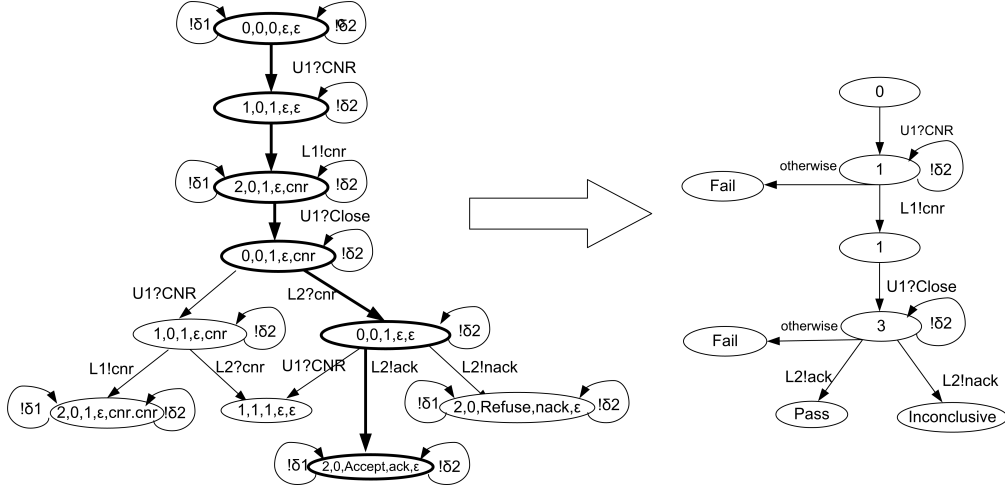 !δ1
0,0,0,ε,ε
!δ2
U1?CNR
1,0,1,ε,ε
!δ2
L1!cnr
!δ1
2,0,1,ε,cnr
!δ2
U1?Close
0,0,1,ε,cnr
!δ2
U1?CNR
L2?cnr
1,0,1,ε,cnr
!δ2
0,0,1,ε,ε
!δ2
L1!cnr
L2?cnr
U1?CNR
L2!ack
L2!nack
!δ1
2,0,1,ε,cnr.cnr
!δ2
1,1,1,ε,ε
!δ1
2,0,Refuse,nack,ε
!δ2
!δ1
2,0,Accept,ack,ε
!δ2
0
U1?CNR
otherwise
1
!δ2
Fail
L1!cnr
1
U1?Close
otherwise
3
!δ2
Fail
L2!ack
L2!nack
Pass
Inconclusive